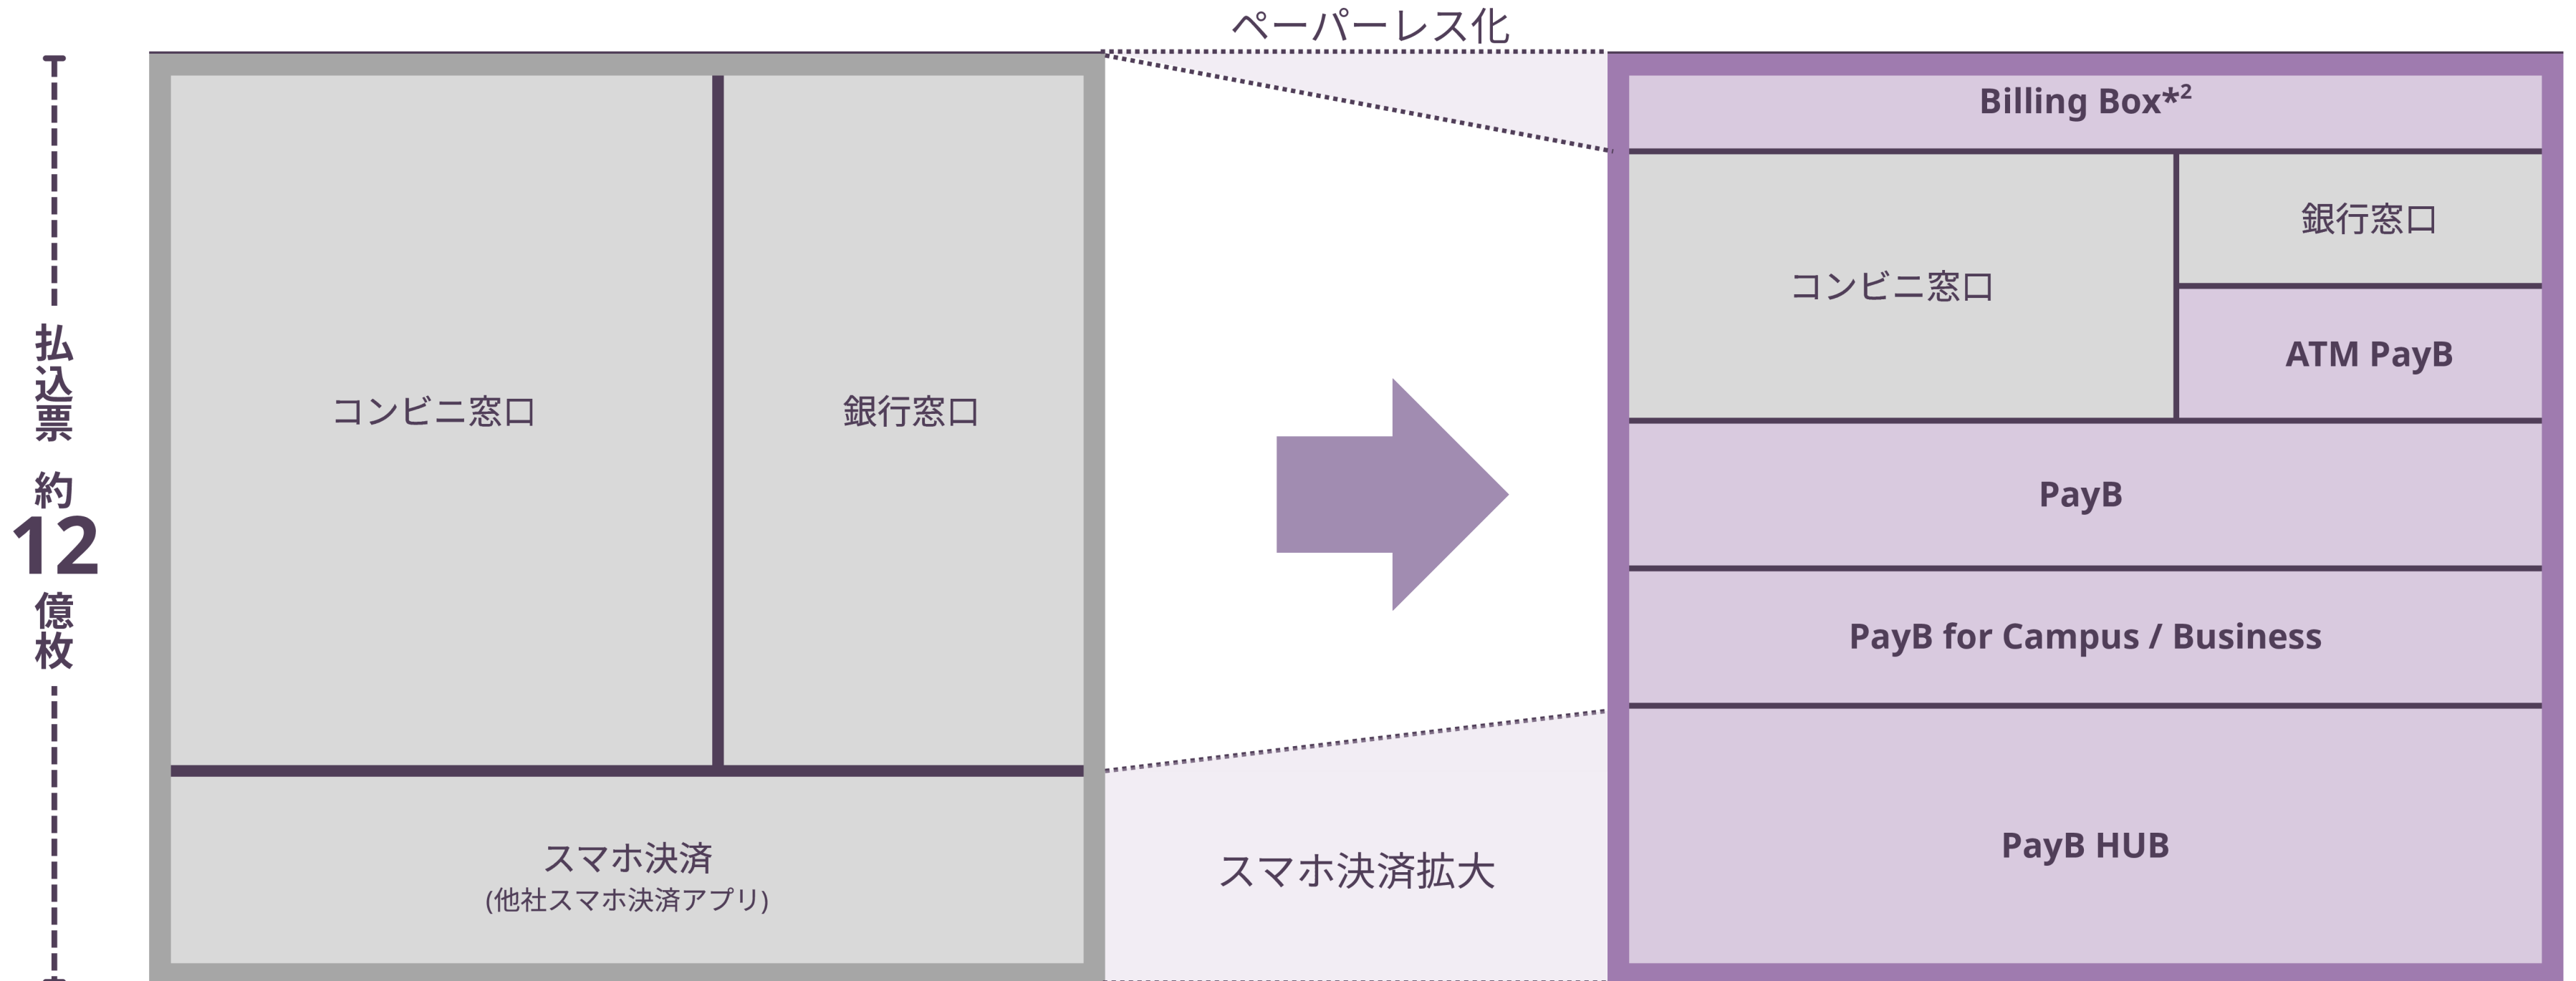 ペーパーレス化
払込票 約
12
億枚
コンビニ窓口
銀行窓口
スマホ決済
(他社スマホ決済アプリ)
スマホ決済拡大
Billing Box*²
コンビニ窓口
銀行窓口
ATM PayB
PayB
PayB for Campus / Business
PayB HUB